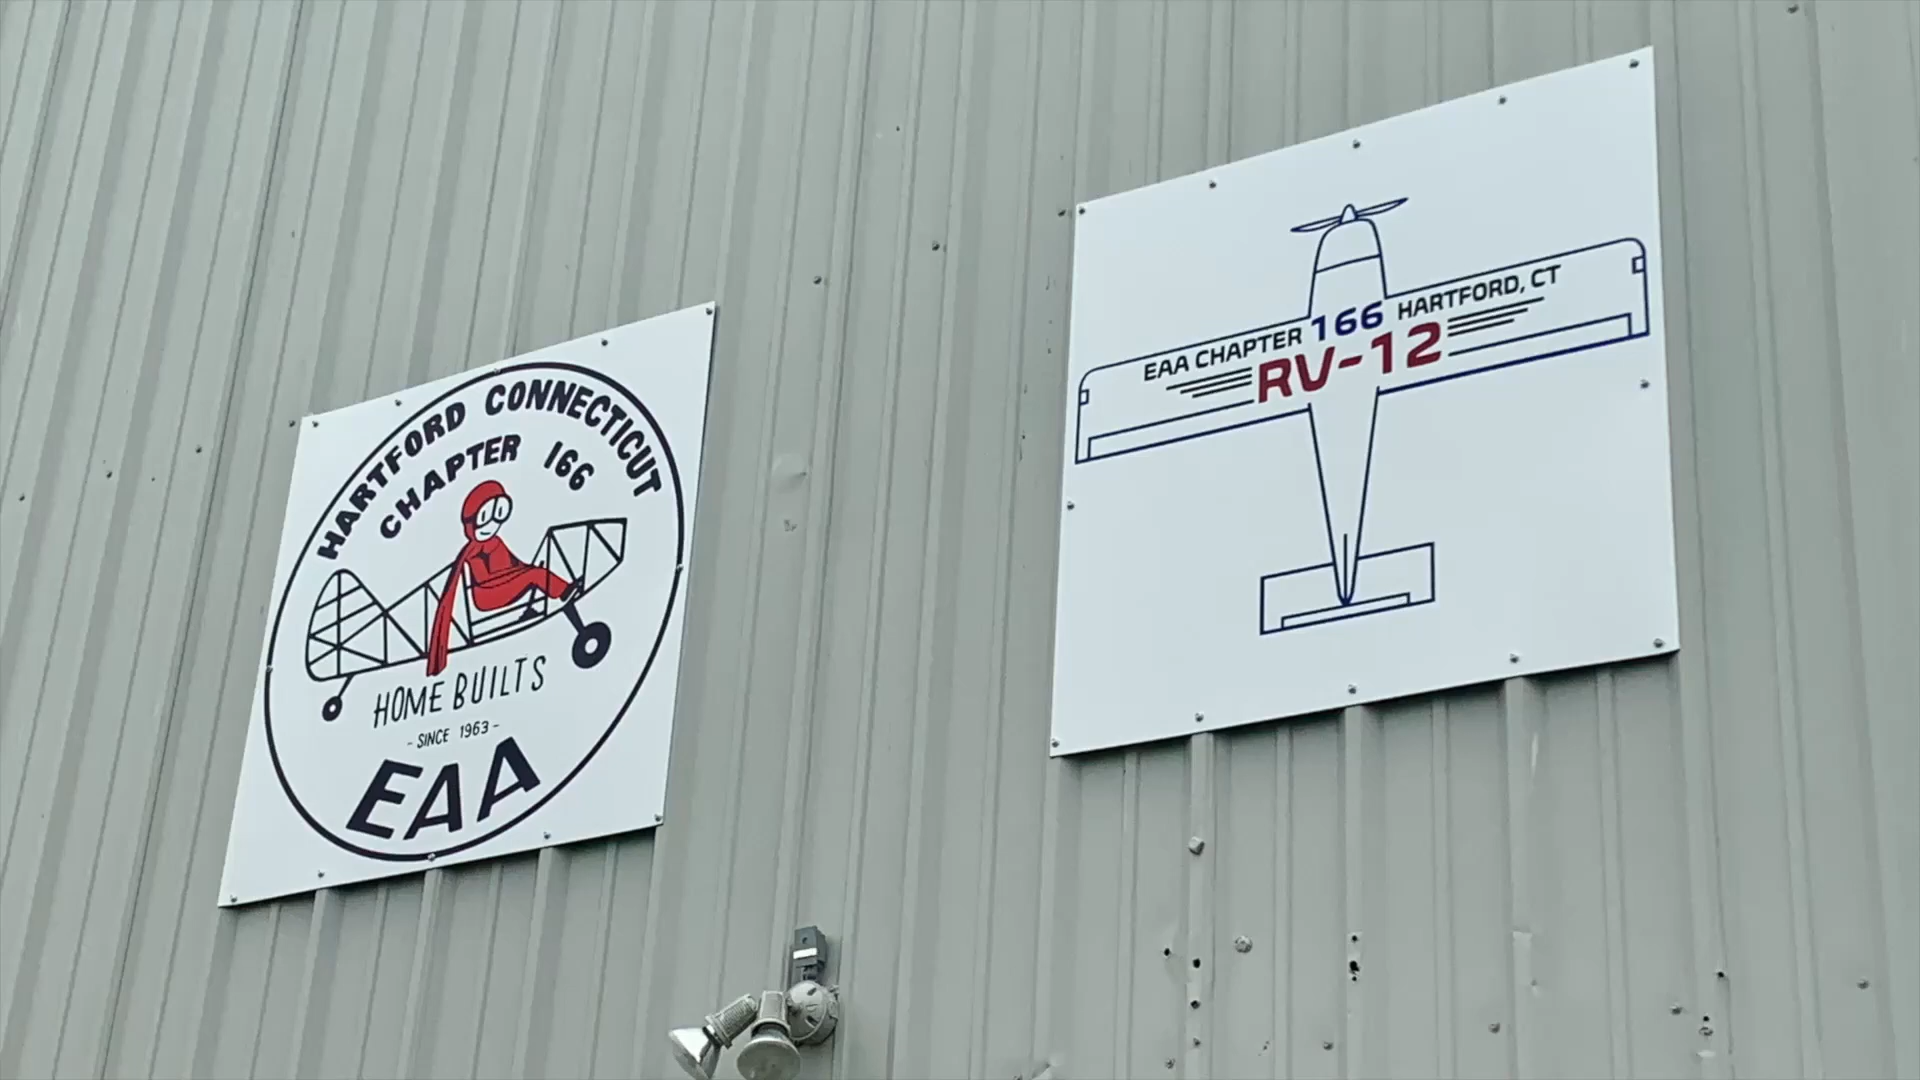 HARTFORD CONNECTICUT
CHAPTER 166
HOME BUILTS
- SINCE 1963 -
EAA
EAA CHAPTER 166 HARTFORD, CT
RV-12